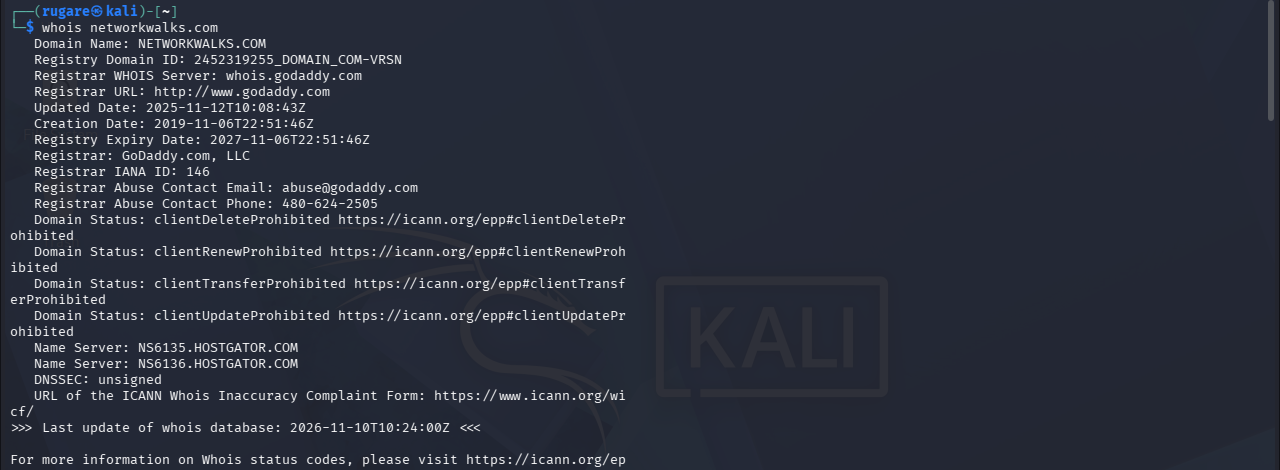 ┌──(rugare㉿kali)-[~]
└─$ whois networkwalks.com
   Domain Name: NETWORKWALKS.COM
   Registry Domain ID: 2452319255_DOMAIN_COM-VRSN
   Registrar WHOIS Server: whois.godaddy.com
   Registrar URL: http://www.godaddy.com
   Updated Date: 2025-11-12T10:08:43Z
   Creation Date: 2019-11-06T22:51:46Z
   Registry Expiry Date: 2027-11-06T22:51:46Z
   Registrar: GoDaddy.com, LLC
   Registrar IANA ID: 146
   Registrar Abuse Contact Email: abuse@godaddy.com
   Registrar Abuse Contact Phone: 480-624-2505
   Domain Status: clientDeleteProhibited https://icann.org/epp#clientDeletePr
ohibited
   Domain Status: clientRenewProhibited https://icann.org/epp#clientRenewProh
ibited
   Domain Status: clientTransferProhibited https://icann.org/epp#clientTransf
erProhibited
   Domain Status: clientUpdateProhibited https://icann.org/epp#clientUpdatePr
ohibited
   Name Server: NS6135.HOSTGATOR.COM
   Name Server: NS6136.HOSTGATOR.COM
   DNSSEC: unsigned
   URL of the ICANN Whois Inaccuracy Complaint Form: https://www.icann.org/wi
cf/
>>> Last update of whois database: 2026-11-10T10:24:00Z <<<

For more information on Whois status codes, please visit https://icann.org/ep
KALI